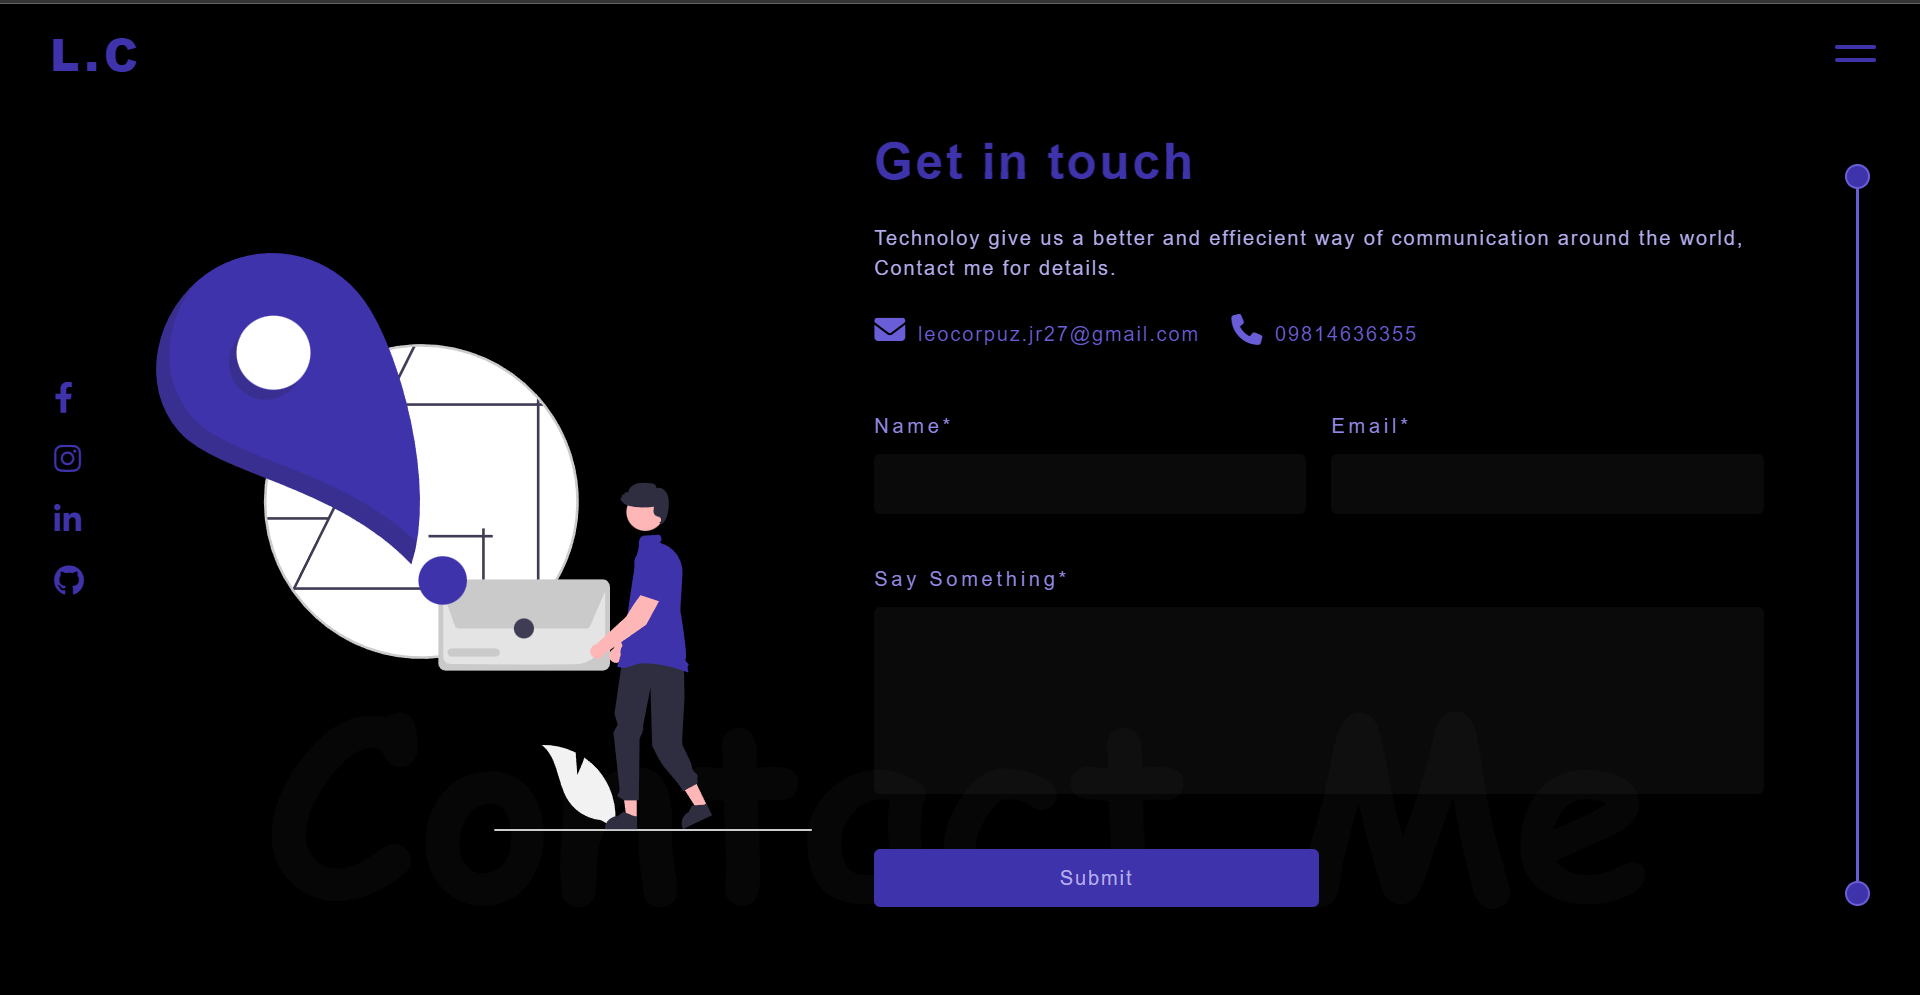 L.C
Get in touch
Technoloy give us a better and effiecient way of communication around the world,
Contact me for details.
leocorpuz.jr27@gmail.com 09814636355
Name* Email*
Say Something*
Contact Me
Submit